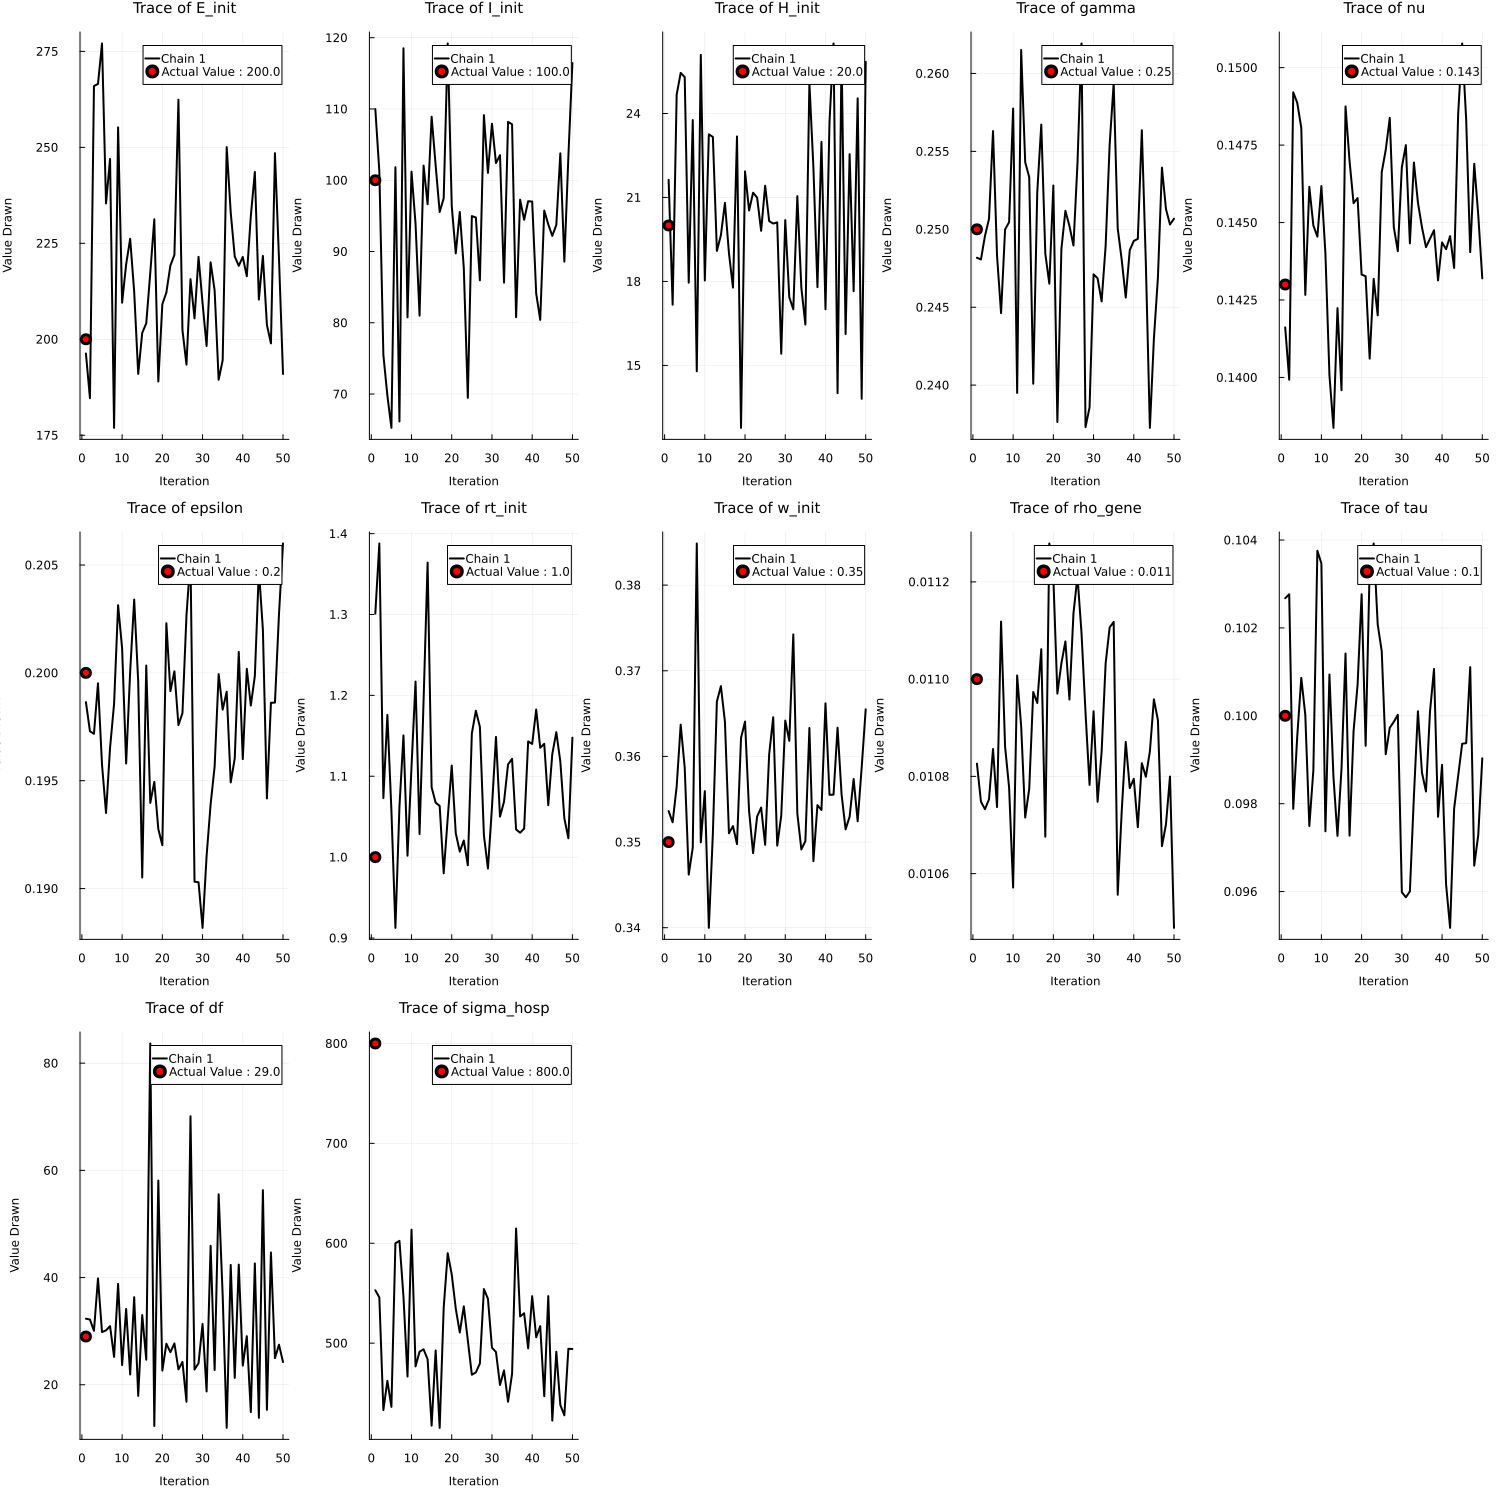 Trace of E_init
Trace of I_init
Trace of H_init
Trace of gamma
Trace of nu
Chain 1
Actual Value : 200.0
Chain 1
Actual Value : 100.0
Chain 1
Actual Value : 20.0
Chain 1
Actual Value : 0.25
Chain 1
Actual Value : 0.143
275
250
225
200
175
120
110
100
90
80
70
24
21
18
15
0.260
0.255
0.250
0.245
0.240
0.1500
0.1475
0.1450
0.1425
0.1400
Value Drawn
Value Drawn
Value Drawn
Value Drawn
Value Drawn
0 10 20 30 40 50
0 10 20 30 40 50
0 10 20 30 40 50
0 10 20 30 40 50
0 10 20 30 40 50
Iteration
Iteration
Iteration
Iteration
Iteration
Trace of epsilon
Trace of rt_init
Trace of w_init
Trace of rho_gene
Trace of tau
Chain 1
Actual Value : 0.2
Chain 1
Actual Value : 1.0
Chain 1
Actual Value : 0.35
Chain 1
Actual Value : 0.011
Chain 1
Actual Value : 0.1
0.205
0.200
0.195
0.190
1.4
1.3
1.2
1.1
1.0
0.9
0.38
0.37
0.36
0.35
0.34
0.0112
0.0110
0.0108
0.0106
0.104
0.102
0.100
0.098
0.096
Value Drawn
Value Drawn
Value Drawn
Value Drawn
0 10 20 30 40 50
0 10 20 30 40 50
0 10 20 30 40 50
0 10 20 30 40 50
0 10 20 30 40 50
Iteration
Iteration
Iteration
Iteration
Iteration
Trace of df
Trace of sigma_hosp
Chain 1
Actual Value : 29.0
Chain 1
Actual Value : 800.0
80
60
40
20
800
700
600
500
Value Drawn
Value Drawn
0 10 20 30 40 50
0 10 20 30 40 50
Iteration
Iteration